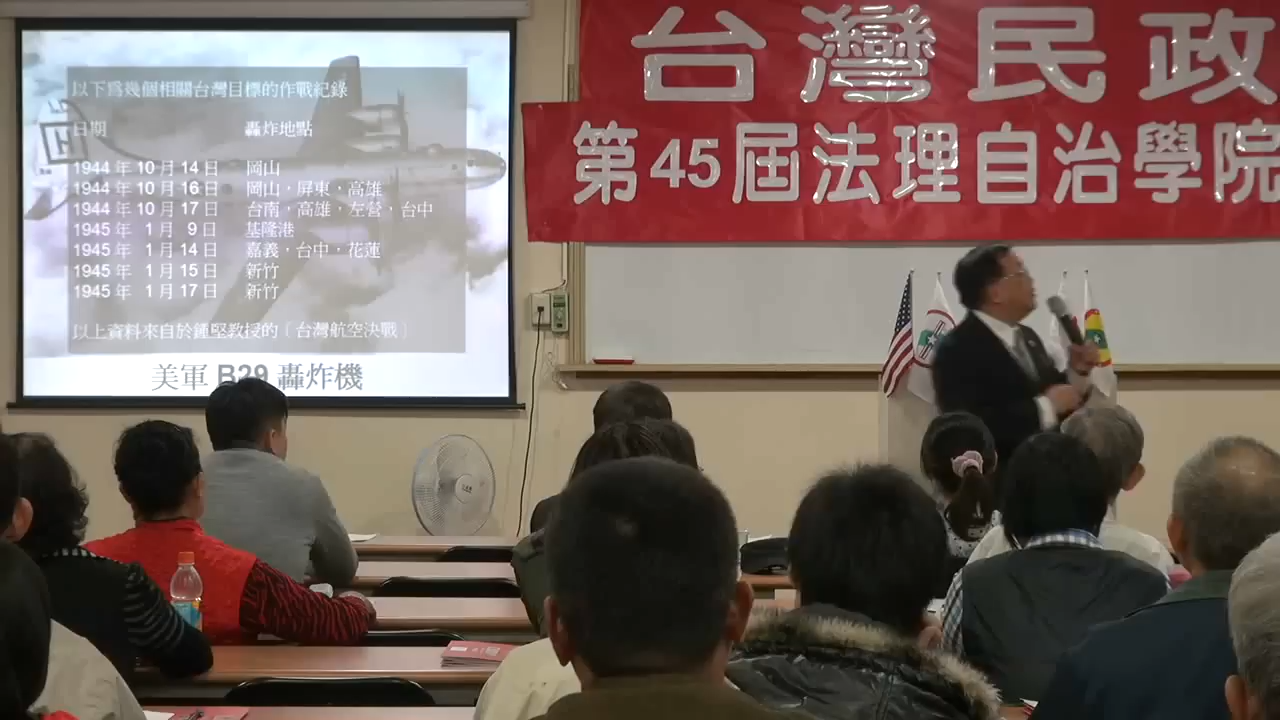 以下爲幾個相關台灣目標的作戰紀錄
日期 轟炸地點
1944 年 10 月 14 日 岡山
1944 年 10 月 16 日 岡山，屏東，高雄
1944 年 10 月 17 日 台南，高雄，左營，台中
1945 年 1 月 9 日 基隆港
1945 年 1 月 14 日 嘉義，台中，花蓮
1945 年 1 月 15 日 新竹
1945 年 1 月 17 日 新竹
以上資料來自於鍾堅教授的〔台灣航空決戰〕
美軍 B29 轟炸機
台灣民政
第45屆法理自治學院